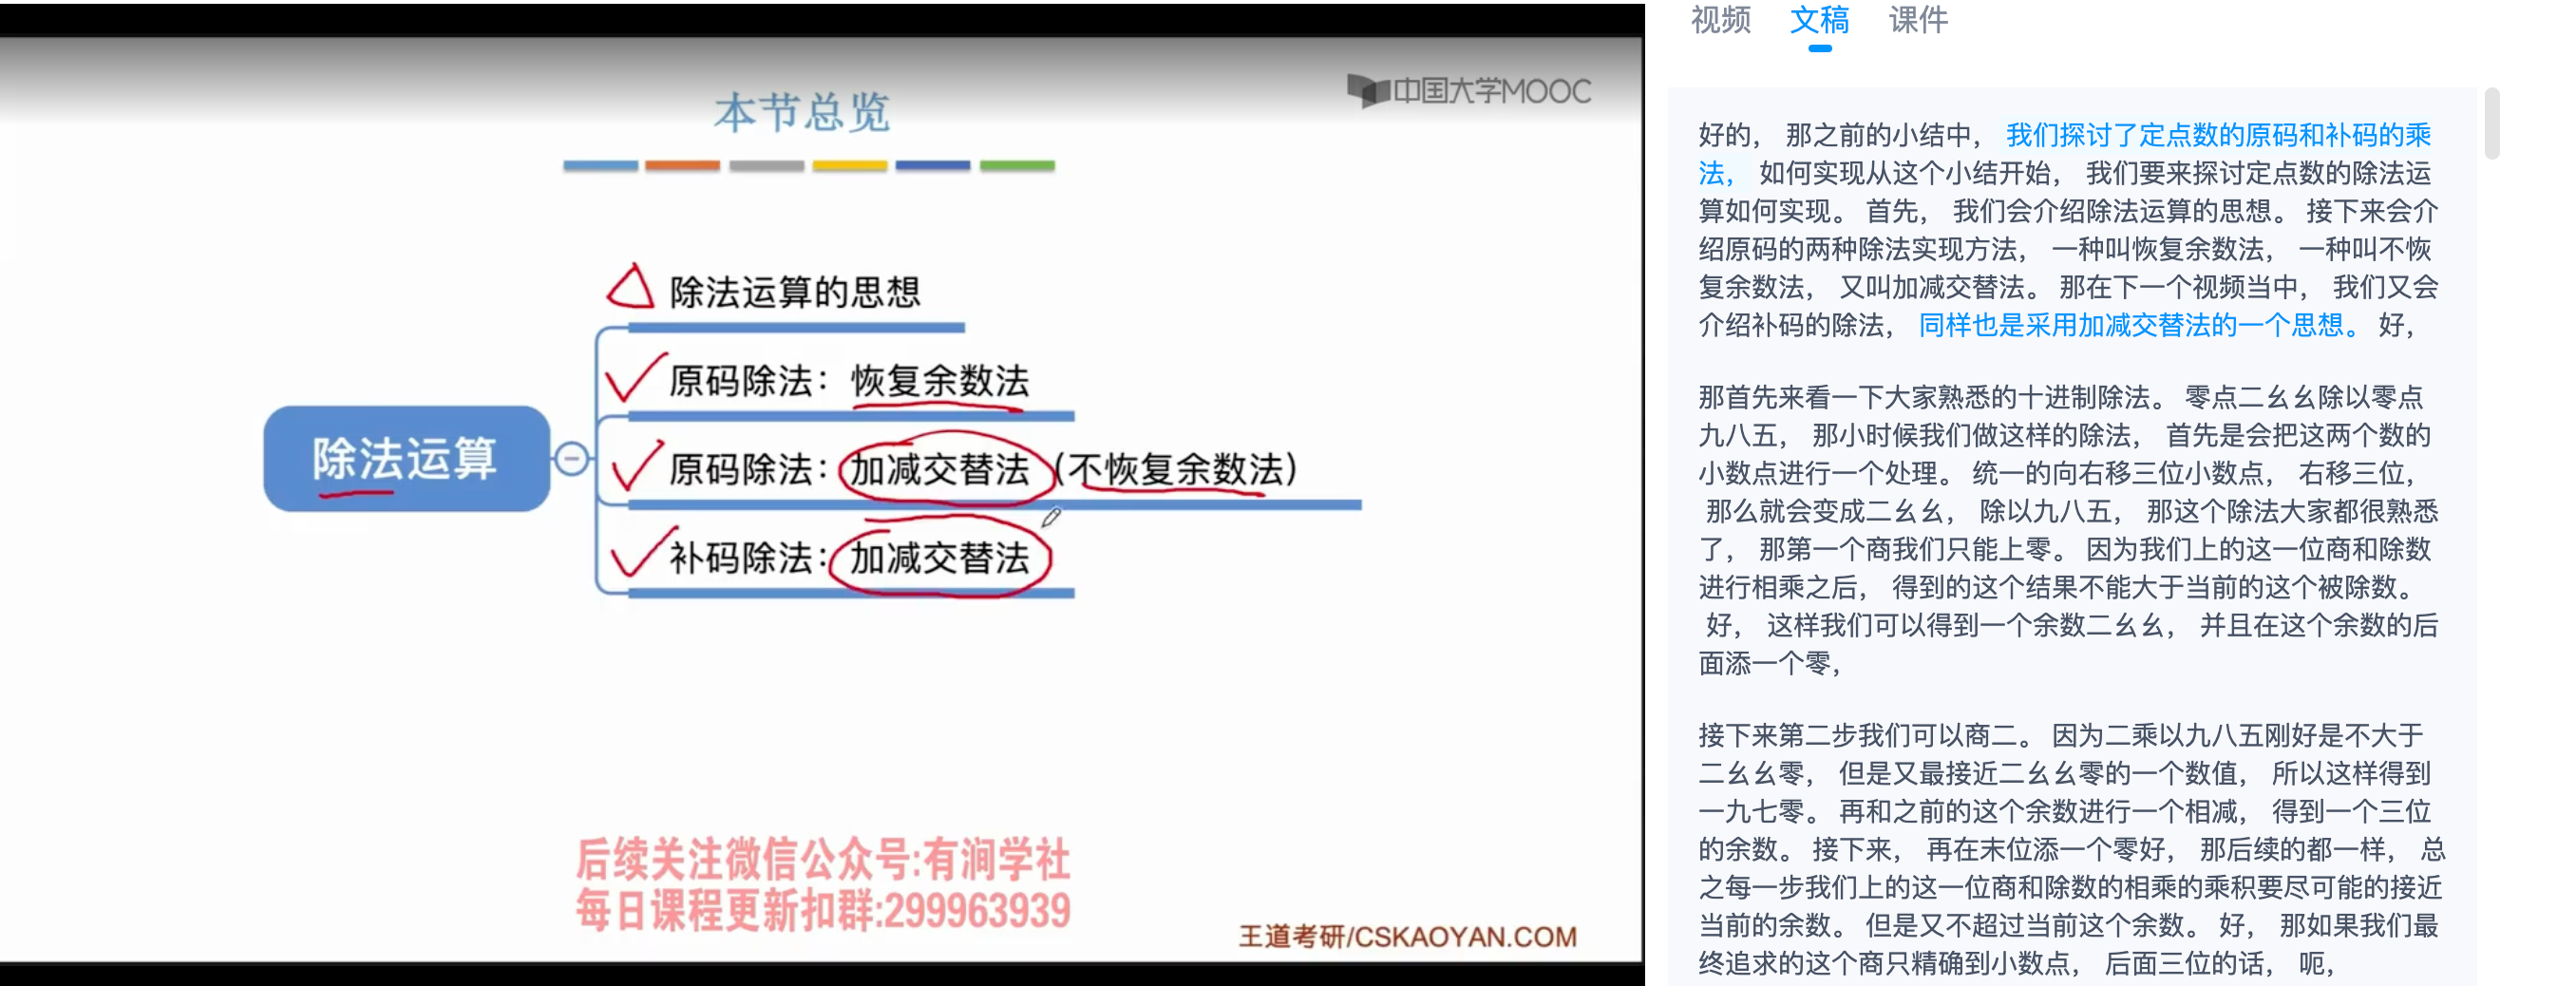 本节总览
中国大学MOOC
除法运算
除法运算的思想
原码除法：恢复余数法
原码除法：加减交替法（不恢复余数法）
补码除法：加减交替法
后续关注微信公众号:有涧学社
每日课程更新扣群:299963939
王道考研/CSKAOYAN.COM
视频 文稿 课件
好的， 那之前的小结中， 我们探讨了定点数的原码和补码的乘
法， 如何实现从这个小结开始， 我们要来探讨定点数的除法运
算如何实现。 首先， 我们会介绍除法运算的思想。 接下来会介
绍原码的两种除法实现方法， 一种叫恢复余数法， 一种叫不恢
复余数法， 又叫加减交替法。 那在下一个视频当中， 我们又会
介绍补码的除法， 同样也是采用加减交替法的一个思想。 好，
那首先来看一下大家熟悉的十进制除法。 零点二幺幺除以零点
九八五， 那小时候我们做这样的除法， 首先是会把这两个数的
小数点进行一个处理。 统一的向右移三位小数点， 右移三位，
那么就会变成二幺幺， 除以九八五， 那这个除法大家都很熟悉
了， 那第一个商我们只能上零。 因为我们上的这一位商和除数
进行相乘之后， 得到的这个结果不能大于当前的这个被除数。
好， 这样我们可以得到一个余数二幺幺， 并且在这个余数的后
面添一个零，
接下来第二步我们可以商二。 因为二乘以九八五刚好是不大于
二幺幺零， 但是又最接近二幺幺零的一个数值， 所以这样得到
一九七零。 再和之前的这个余数进行一个相减， 得到一个三位
的余数。 接下来， 再在末位添一个零好， 那后续的都一样， 总
之每一步我们上的这一位商和除数的相乘的乘积要尽可能的接近
当前的余数。 但是又不超过当前这个余数。 好， 那如果我们最
终追求的这个商只精确到小数点， 后面三位的话， 呃，